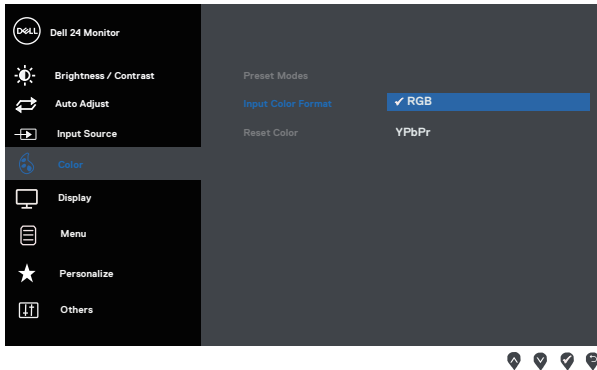 DELL Dell 24 Monitor
Brightness / Contrast
Preset Modes
Auto Adjust
Input Color Format
✔ RGB
Input Source
Reset Color
YPbPr
Color
Display
Menu
Personalize
Others